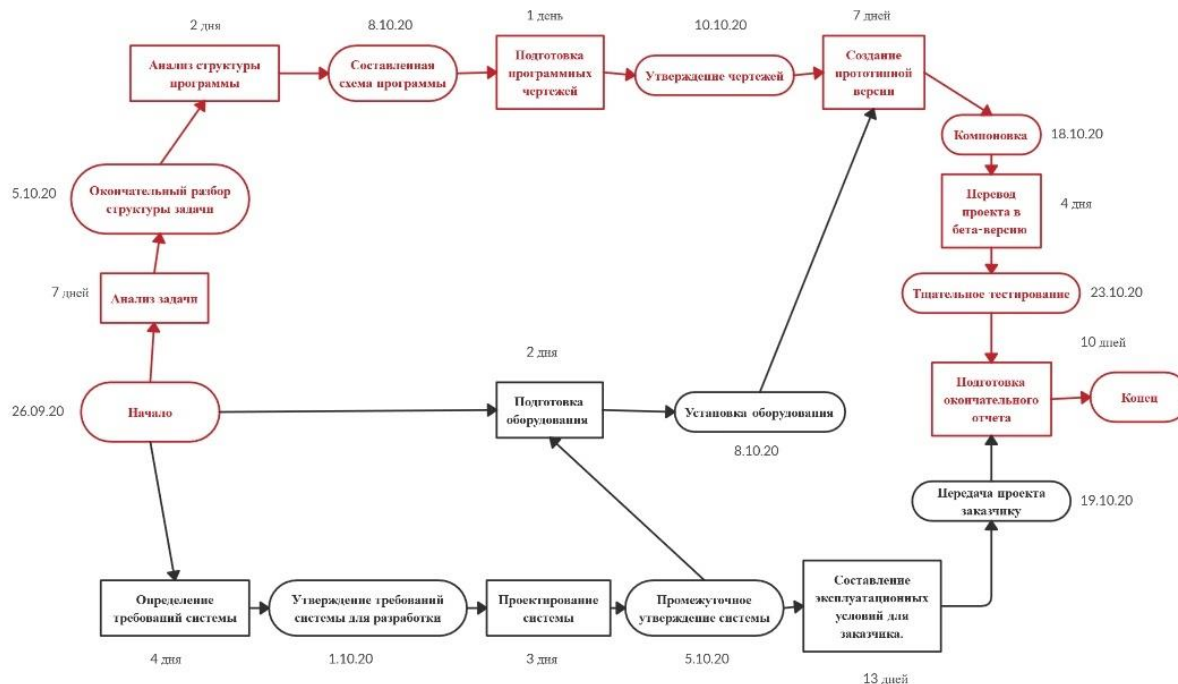 2 дня
8.10.20
1 день
10.10.20
7 дней
Анализ структуры
программы
Составленная
схема программы
Подготовка
программных
чертежей
Утверждение чертежей
Создание
прототипной
версии
Компоновка
18.10.20
5.10.20
Окончательный разбор
структуры задачи
Перевод
проекта в
бета-версию
4 дня
7 дней
Анализ задачи
Тщательное тестирование
23.10.20
2 дня
10 дней
26.09.20
Начало
Подготовка
оборудования
Установка оборудования
8.10.20
Подготовка
окончательного
отчета
Конец
Передача проекта
заказчику
19.10.20
Определение
требований системы
Утверждение требований
системы для разработки
Проектирование
системы
Промежуточное
утверждение системы
Составление
эксплуатационных
условий для
заказчика.
4 дня
1.10.20
3 дня
5.10.20
13 дней